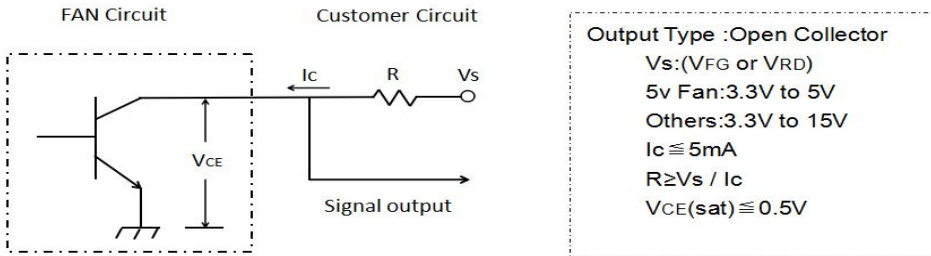 FAN Circuit
Customer Circuit
Ic
R
Vs
VCE
Signal output
Output Type :Open Collector
Vs:(VFG or VRD)
5v Fan:3.3V to 5V
Others:3.3V to 15V
Ic≦5mA
R≥Vs / Ic
VCE(sat)≦0.5V